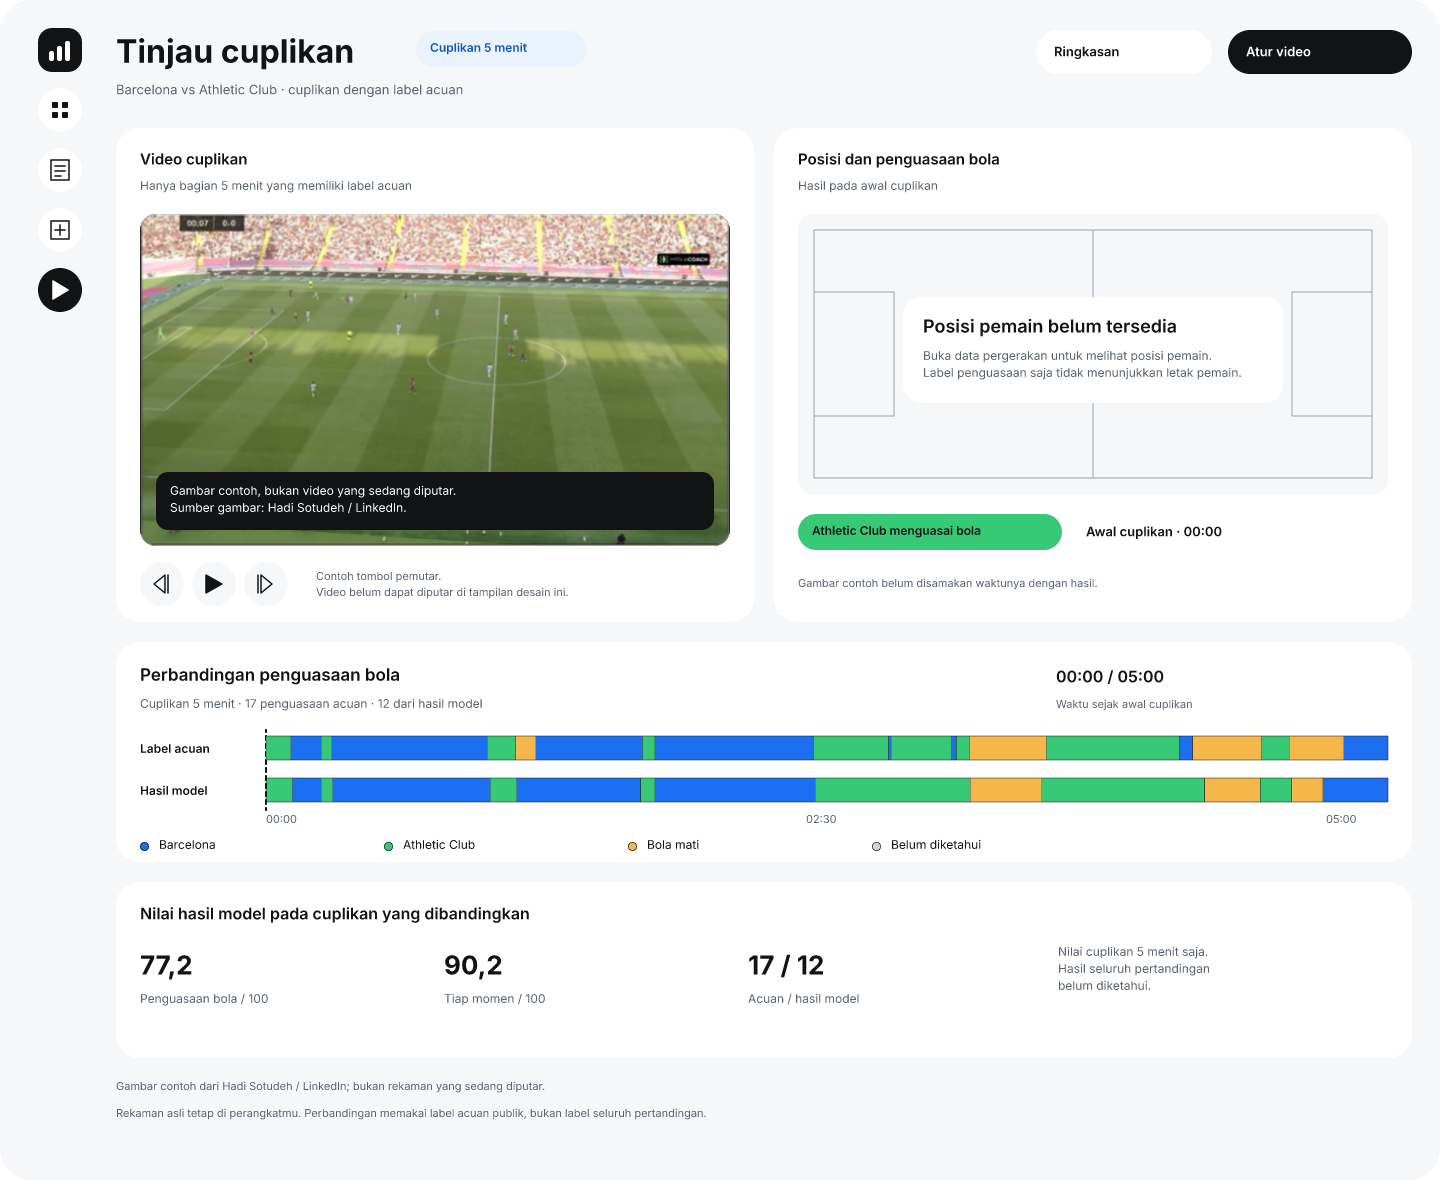 Tinjau cuplikan
Cuplikan 5 menit
Ringkasan
Atur video
Barcelona vs Athletic Club · cuplikan dengan label acuan
Video cuplikan
Hanya bagian 5 menit yang memiliki label acuan
00:07 0-0
Gambar contoh, bukan video yang sedang diputar.
Sumber gambar: Hadi Sotudeh / LinkedIn.
Contoh tombol pemutar.
Video belum dapat diputar di tampilan desain ini.
Posisi dan penguasaan bola
Hasil pada awal cuplikan
Posisi pemain belum tersedia
Buka data pergerakan untuk melihat posisi pemain.
Label penguasaan saja tidak menunjukkan letak pemain.
Athletic Club menguasai bola
Awal cuplikan · 00:00
Gambar contoh belum disamakan waktunya dengan hasil.
Perbandingan penguasaan bola
00:00 / 05:00
Cuplikan 5 menit · 17 penguasaan acuan · 12 dari hasil model
Waktu sejak awal cuplikan
Label acuan
Hasil model
00:00
02:30
05:00
Barcelona
Athletic Club
Bola mati
Belum diketahui
Nilai hasil model pada cuplikan yang dibandingkan
77,2
Penguasaan bola / 100
90,2
Tiap momen / 100
17 / 12
Acuan / hasil model
Nilai cuplikan 5 menit saja.
Hasil seluruh pertandingan
belum diketahui.
Gambar contoh dari Hadi Sotudeh / LinkedIn; bukan rekaman yang sedang diputar.
Rekaman asli tetap di perangkatmu. Perbandingan memakai label acuan publik, bukan label seluruh pertandingan.